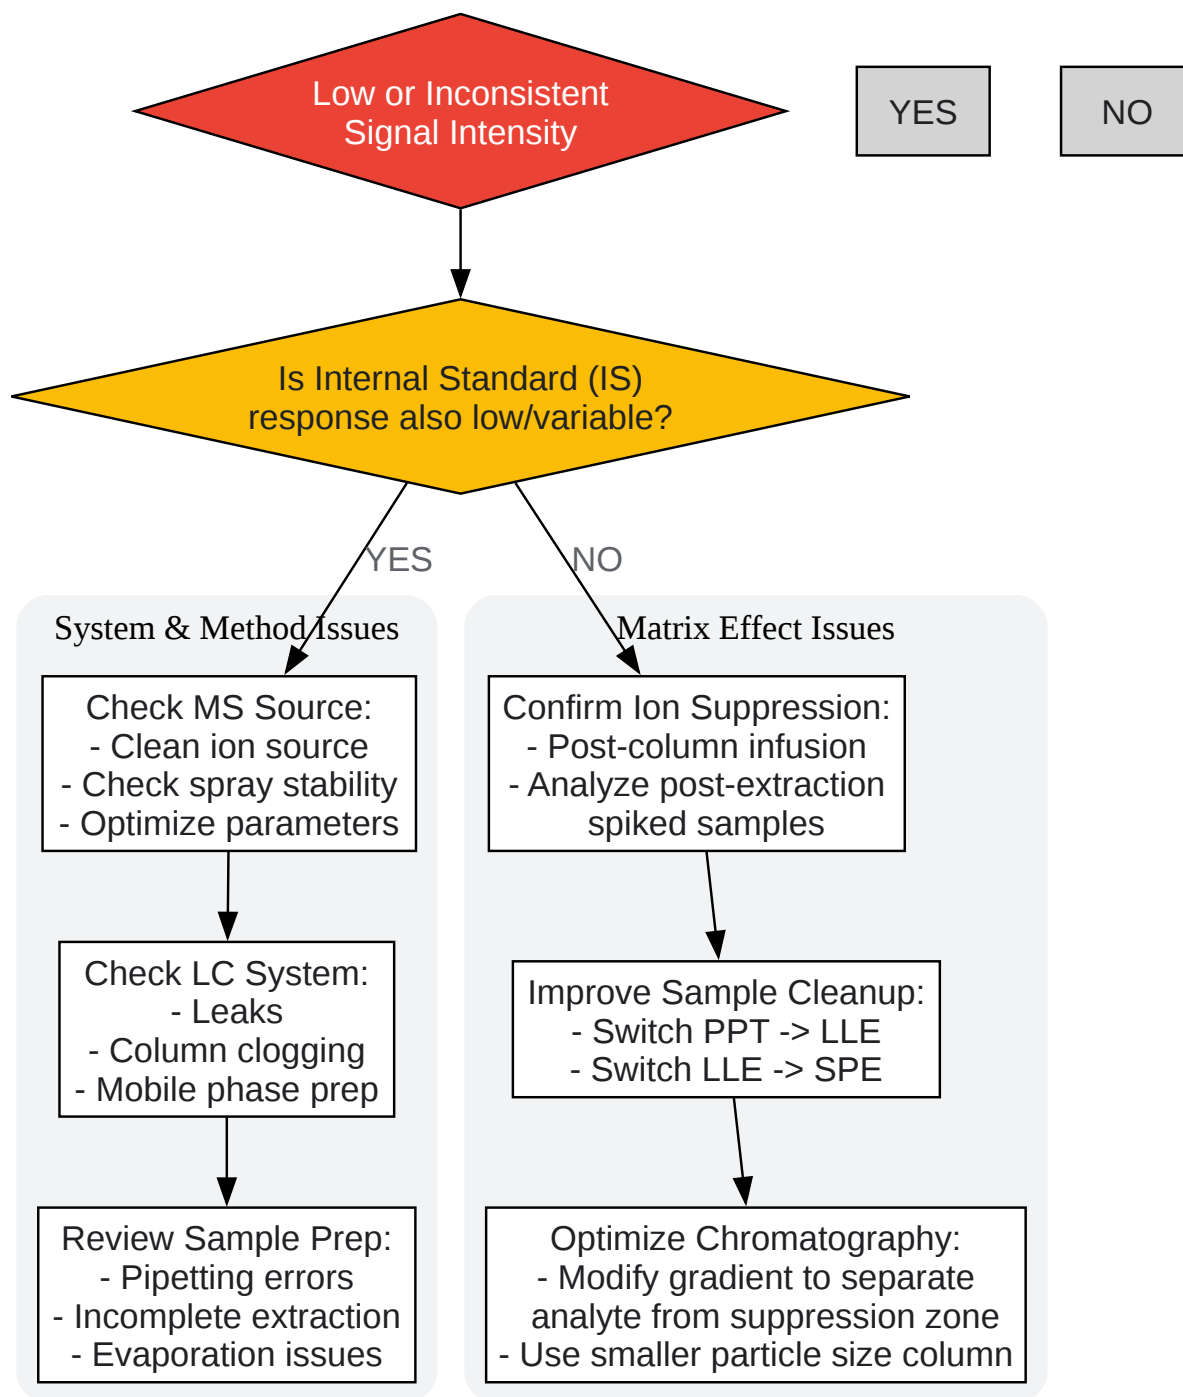 Low or Inconsistent
Signal Intensity
YES
NO
Is Internal Standard (IS)
response also low/variable?
YES
NO
System & Method Issues
Check MS Source:
- Clean ion source
- Check spray stability
- Optimize parameters
Check LC System:
- Leaks
- Column clogging
- Mobile phase prep
Review Sample Prep:
- Pipetting errors
- Incomplete extraction
- Evaporation issues
Matrix Effect Issues
Confirm Ion Suppression:
- Post-column infusion
- Analyze post-extraction
spiked samples
Improve Sample Cleanup:
- Switch PPT -> LLE
- Switch LLE -> SPE
Optimize Chromatography:
- Modify gradient to separate
analyte from suppression zone
- Use smaller particle size column